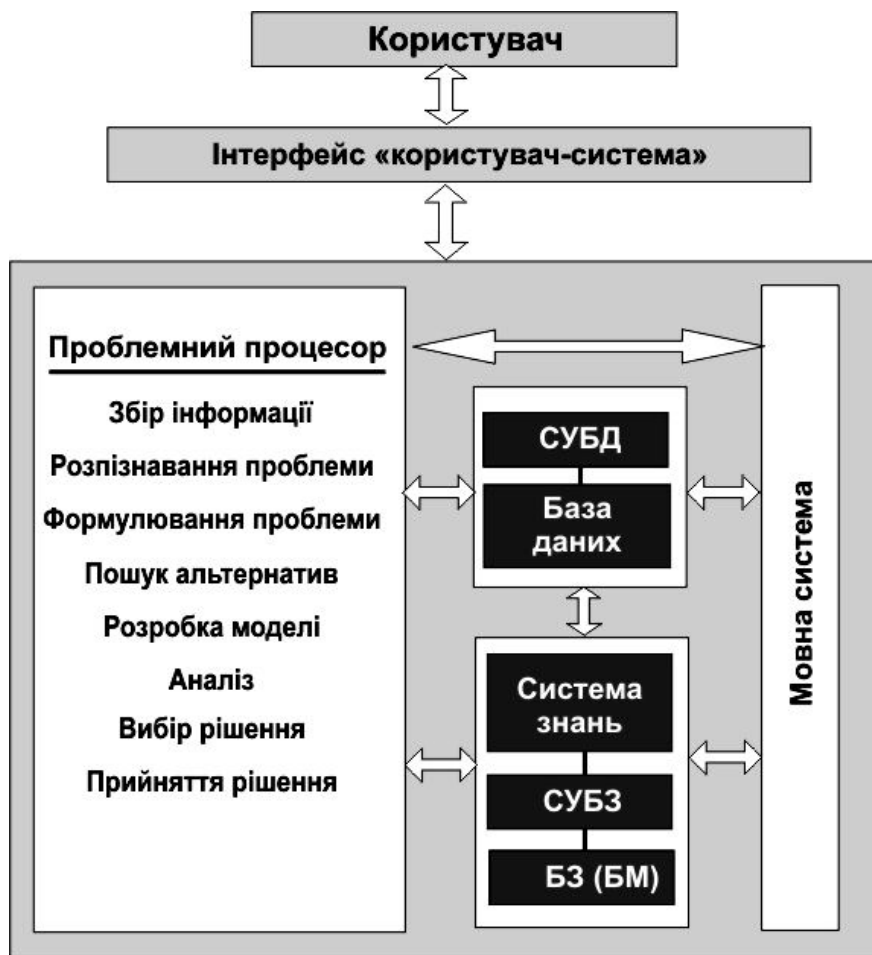 Користувач
Інтерфейс «користувач-система»
Проблемний процесор
Збір інформації
Розпізнавання проблеми
Формулювання проблеми
Пошук альтернатив
Розробка моделі
Аналіз
Вибір рішення
Прийняття рішення
СУБД
База
даних
Система
знань
СУБЗ
БЗ (БМ)
Мовна система